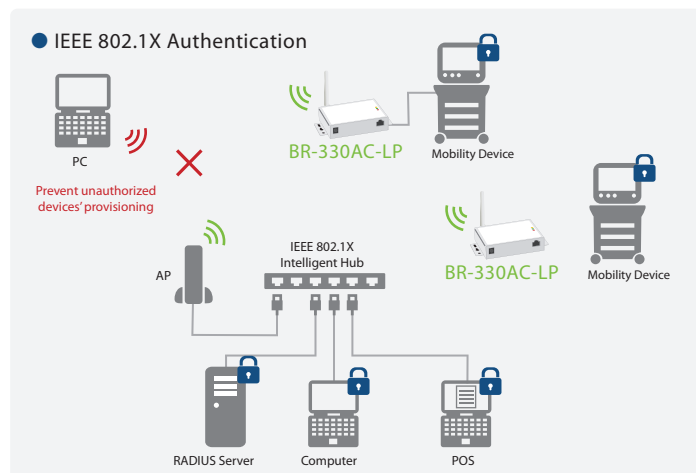 IEEE 802.1X Authentication
PC
Prevent unauthorized
devices' provisioning
BR-330AC-LP
Mobility Device
BR-330AC-LP
Mobility Device
AP
IEEE 802.1X
Intelligent Hub
RADIUS Server
Computer
POS